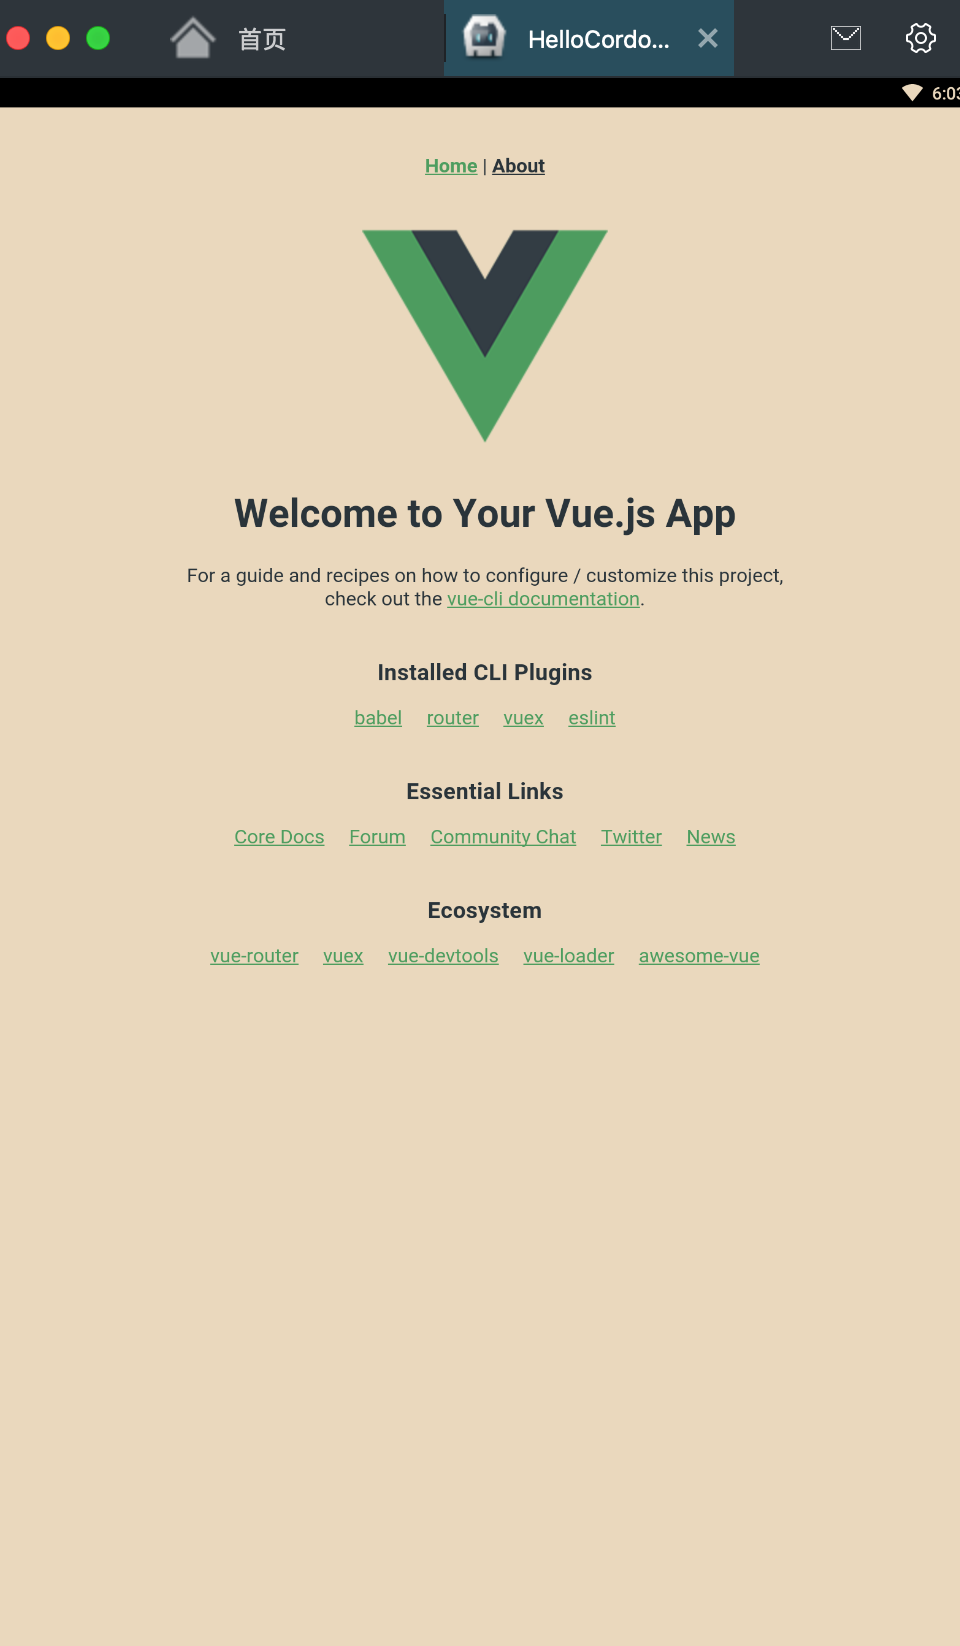 首页
HelloCordo...
6:03
Home | About
Welcome to Your Vue.js App
For a guide and recipes on how to configure / customize this project,
check out the vue-cli documentation.
Installed CLI Plugins
babel router vuex eslint
Essential Links
Core Docs Forum Community Chat Twitter News
Ecosystem
vue-router vuex vue-devtools vue-loader awesome-vue